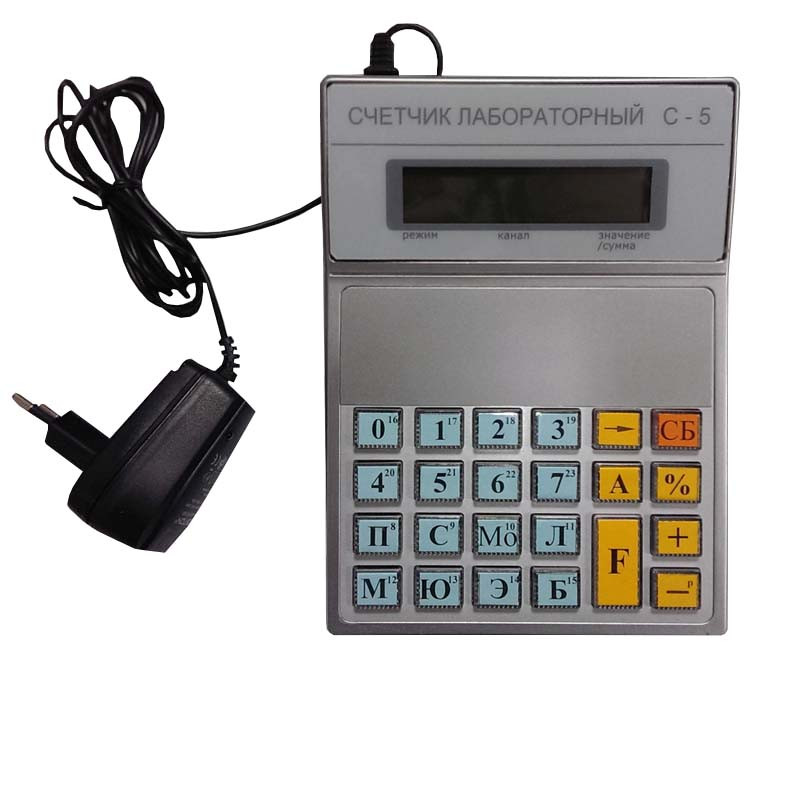 СЧЕТЧИК ЛАБОРАТОРНЫЙ С - 5
режим канал значение
/сумма
0 16 1 17 2 18 3 19 → СБ
4 20 5 21 6 22 7 23 А %
П 8 С 9 Мо 10 Л 11 F +
М 12 Ю 13 Э 14 Б 15 — Р